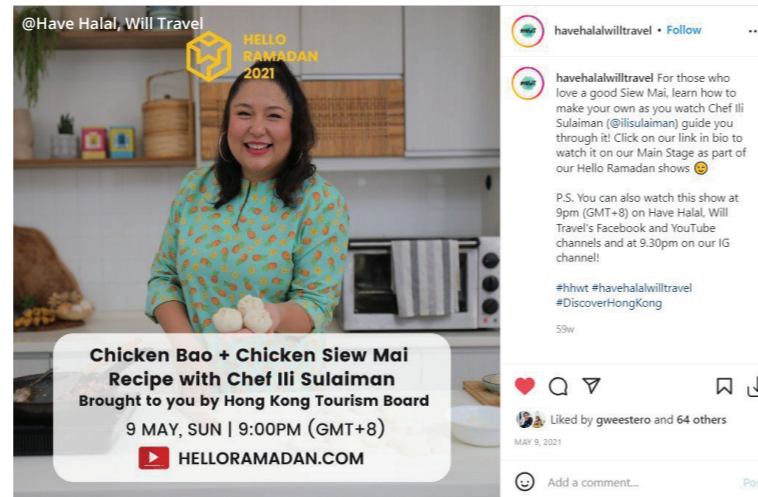 @Have Halal, Will Travel
HELLO
RAMADAN
2021
Chicken Bao + Chicken Siew Mai
Recipe with Chef Ili Sulaiman
Brought to you by Hong Kong Tourism Board
9 MAY, SUN | 9:00PM (GMT+8)
HELLORAMADAN.COM
havehalalwilltravel • Follow
havehalalwilltravel For those who
love a good Siew Mai, learn how to
make your own as you watch Chef Ili
Sulaiman (@ilisulaiman) guide you
through it! Click on our link in bio to
watch it on our Main Stage as part of
our Hello Ramadan shows 😉
P.S. You can also watch this show at
9pm (GMT+8) on Have Halal, Will
Travel's Facebook and YouTube
channels and at 9.30pm on our IG
channel!
#hhwt #havehalalwilltravel
#DiscoverHongKong
59w
Liked by gweestero and 64 others
MAY 9, 2021
Add a comment...